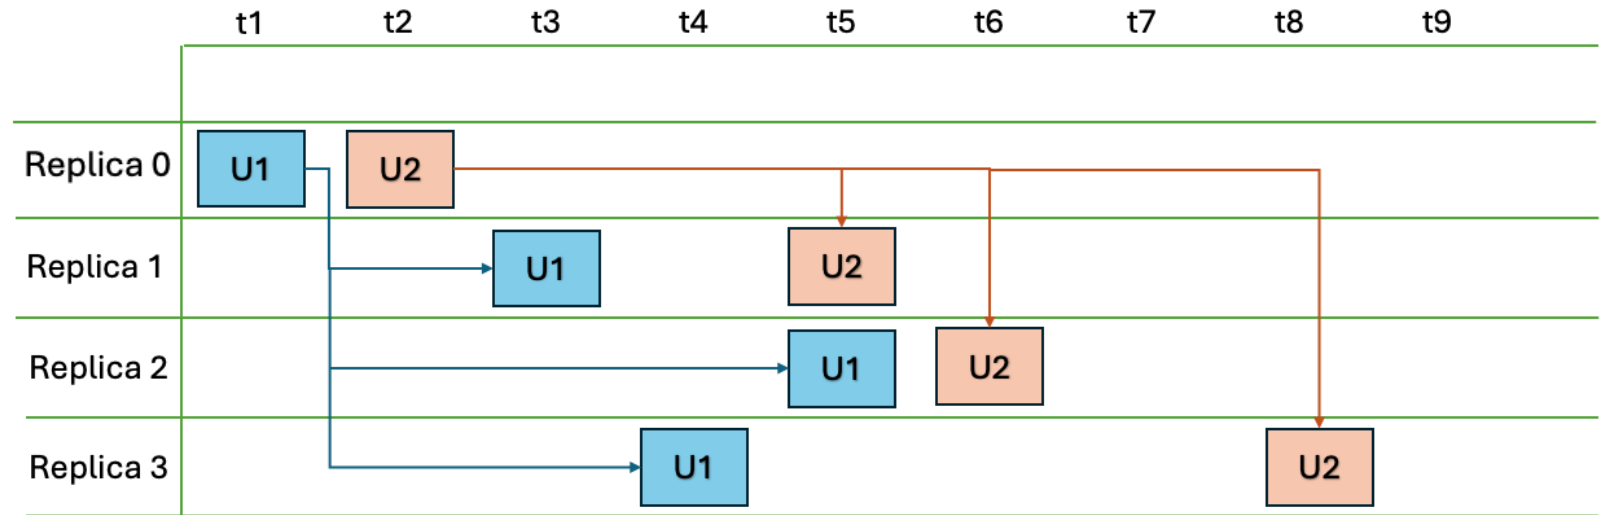 t1 t2 t3 t4 t5 t6 t7 t8 t9
Replica 0 U1 U2
Replica 1 U1 U2
Replica 2 U1 U2
Replica 3 U1 U2